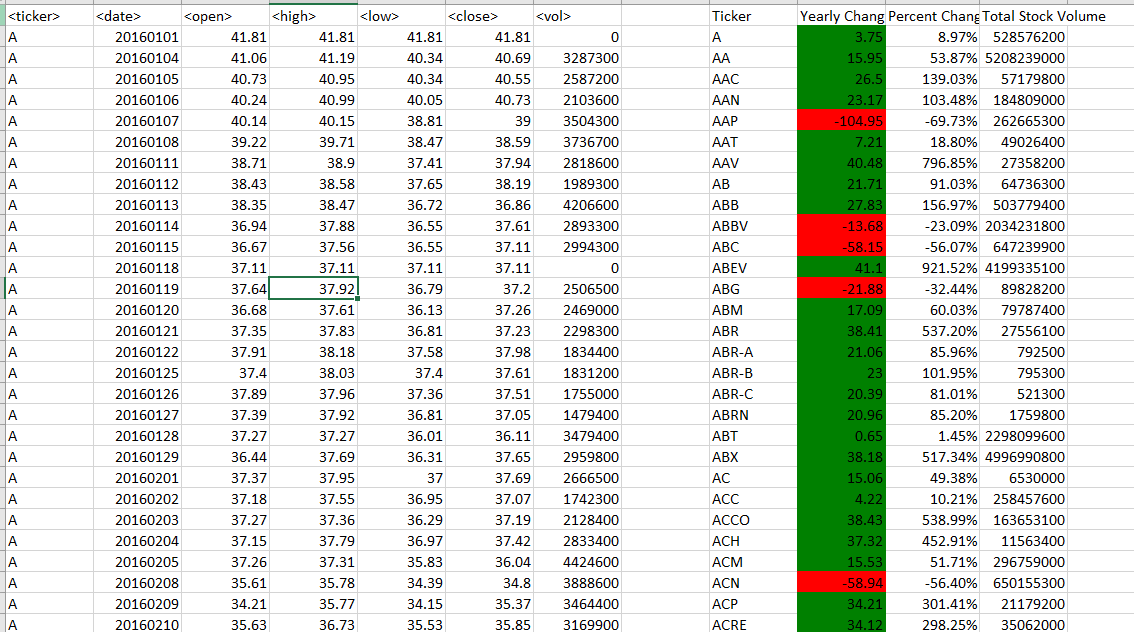 <ticker> <date> <open> <high> <low> <close> <vol> Ticker Yearly Chang Percent Chang Total Stock Volume
A 20160101 41.81 41.81 41.81 41.81 0 A 3.75 8.97% 528576200
A 20160104 41.06 41.19 40.34 40.69 3287300 AA 15.95 53.87% 5208239000
A 20160105 40.73 40.95 40.34 40.55 2587200 AAC 26.5 139.03% 57179800
A 20160106 40.24 40.99 40.05 40.73 2103600 AAN 23.17 103.48% 184809000
A 20160107 40.14 40.15 38.81 39 3504300 AAP -104.95 -69.73% 262665300
A 20160108 39.22 39.71 38.47 38.59 3736700 AAT 7.21 18.80% 49026400
A 20160111 38.71 38.9 37.41 37.94 2818600 AAV 40.48 796.85% 27358200
A 20160112 38.43 38.58 37.65 38.19 1989300 AB 21.71 91.03% 64736300
A 20160113 38.35 38.47 36.72 36.86 4206600 ABB 27.83 156.97% 503779400
A 20160114 36.94 37.88 36.55 37.61 2893300 ABBV -13.68 -23.09% 2034231800
A 20160115 36.67 37.56 36.55 37.11 2994300 ABC -58.15 -56.07% 647239900
A 20160118 37.11 37.11 37.11 37.11 0 ABEV 41.1 921.52% 4199335100
A 20160119 37.64 37.92 36.79 37.2 2506500 ABG -21.88 -32.44% 89828200
A 20160120 36.68 37.61 36.13 37.26 2469000 ABM 17.09 60.03% 79787400
A 20160121 37.35 37.83 36.81 37.23 2298300 ABR 38.41 537.20% 27556100
A 20160122 37.91 38.18 37.58 37.98 1834400 ABR-A 21.06 85.96% 792500
A 20160125 37.4 38.03 37.4 37.61 1831200 ABR-B 23 101.95% 795300
A 20160126 37.89 37.96 37.36 37.51 1755000 ABR-C 20.39 81.01% 521300
A 20160127 37.39 37.92 36.81 37.05 1479400 ABRN 20.96 85.20% 1759800
A 20160128 37.27 37.27 36.01 36.11 3479400 ABT 0.65 1.45% 2298099600
A 20160129 36.44 37.69 36.31 37.65 2959800 ABX 38.18 517.34% 4996990800
A 20160201 37.37 37.95 37 37.69 2666500 AC 15.06 49.38% 6530000
A 20160202 37.18 37.55 36.95 37.07 1742300 ACC 4.22 10.21% 258457600
A 20160203 37.27 37.36 36.29 37.19 2128400 ACCO 38.43 538.99% 163653100
A 20160204 37.15 37.79 36.97 37.42 2833400 ACH 37.32 452.91% 11563400
A 20160205 37.26 37.31 35.83 36.04 4424600 ACM 15.53 51.71% 296759000
A 20160208 35.61 35.78 34.39 34.8 3888600 ACN -58.94 -56.40% 650155300
A 20160209 34.21 35.77 34.15 35.37 3464400 ACP 34.21 301.41% 21179200
A 20160210 35.63 36.73 35.53 35.85 3169900 ACRE 34.12 298.25% 35062000